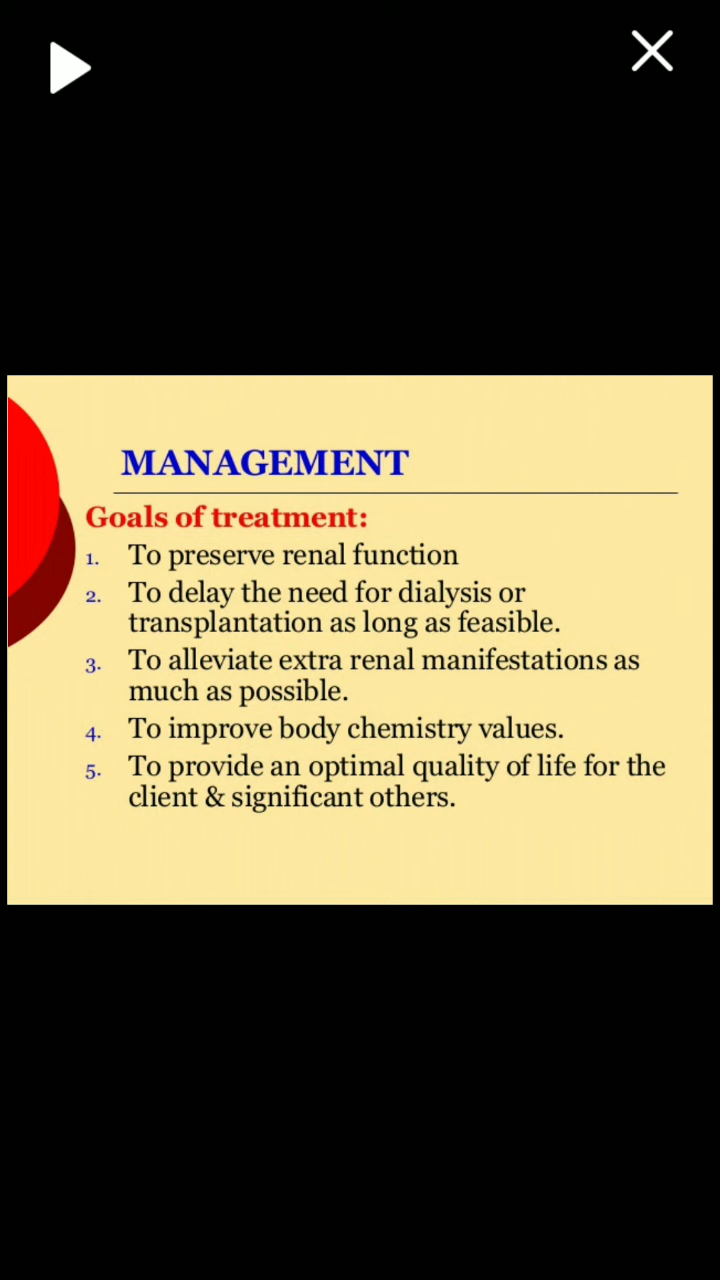 MANAGEMENT
Goals of treatment:
1. To preserve renal function
2. To delay the need for dialysis or
transplantation as long as feasible.
3. To alleviate extra renal manifestations as
much as possible.
4. To improve body chemistry values.
5. To provide an optimal quality of life for the
client & significant others.